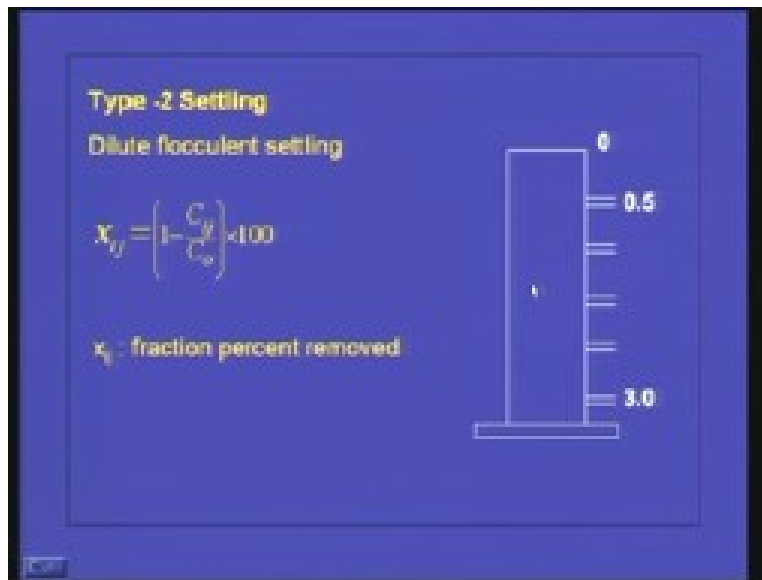 Type -2 Settling
Dilute flocculent settling
x_ij = (1 - C_ij / C_o) × 100
x_ij : fraction percent removed
0
0.5
3.0